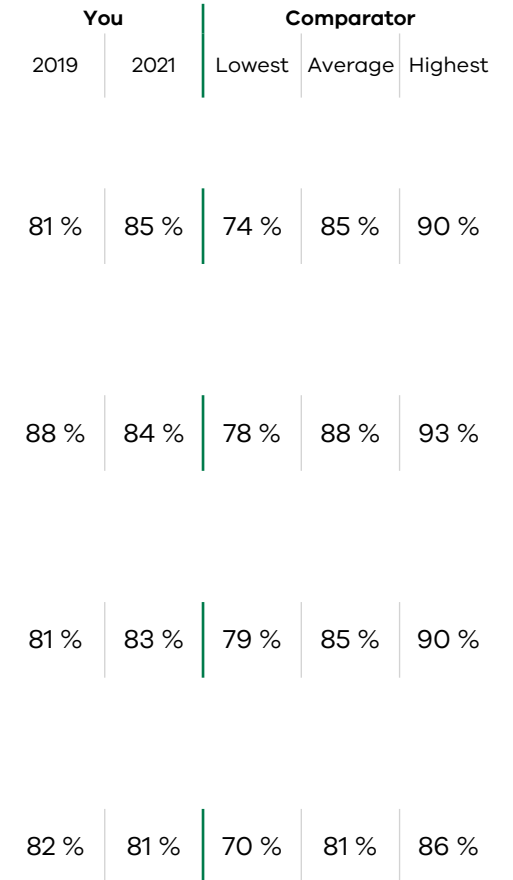 You Comparator
2019 2021 Lowest Average Highest
81 % 85 % 74 % 85 % 90 %
88 % 84 % 78 % 88 % 93 %
81 % 83 % 79 % 85 % 90 %
82 % 81 % 70 % 81 % 86 %